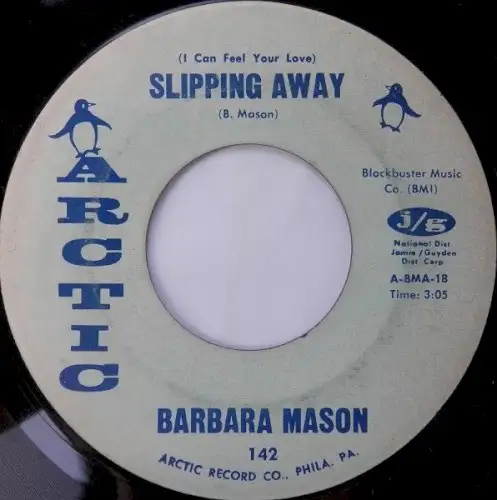 (I Can Feel Your Love)
SLIPPING AWAY
(B. Mason)
ARCTIC
Blockbuster Music
Co. (BMI)
j/g
National Dist
Jamie/Guyden
Dist Corp
A-BMA-18
Time: 3:05
BARBARA MASON
142
ARCTIC RECORD CO., PHILA. PA.